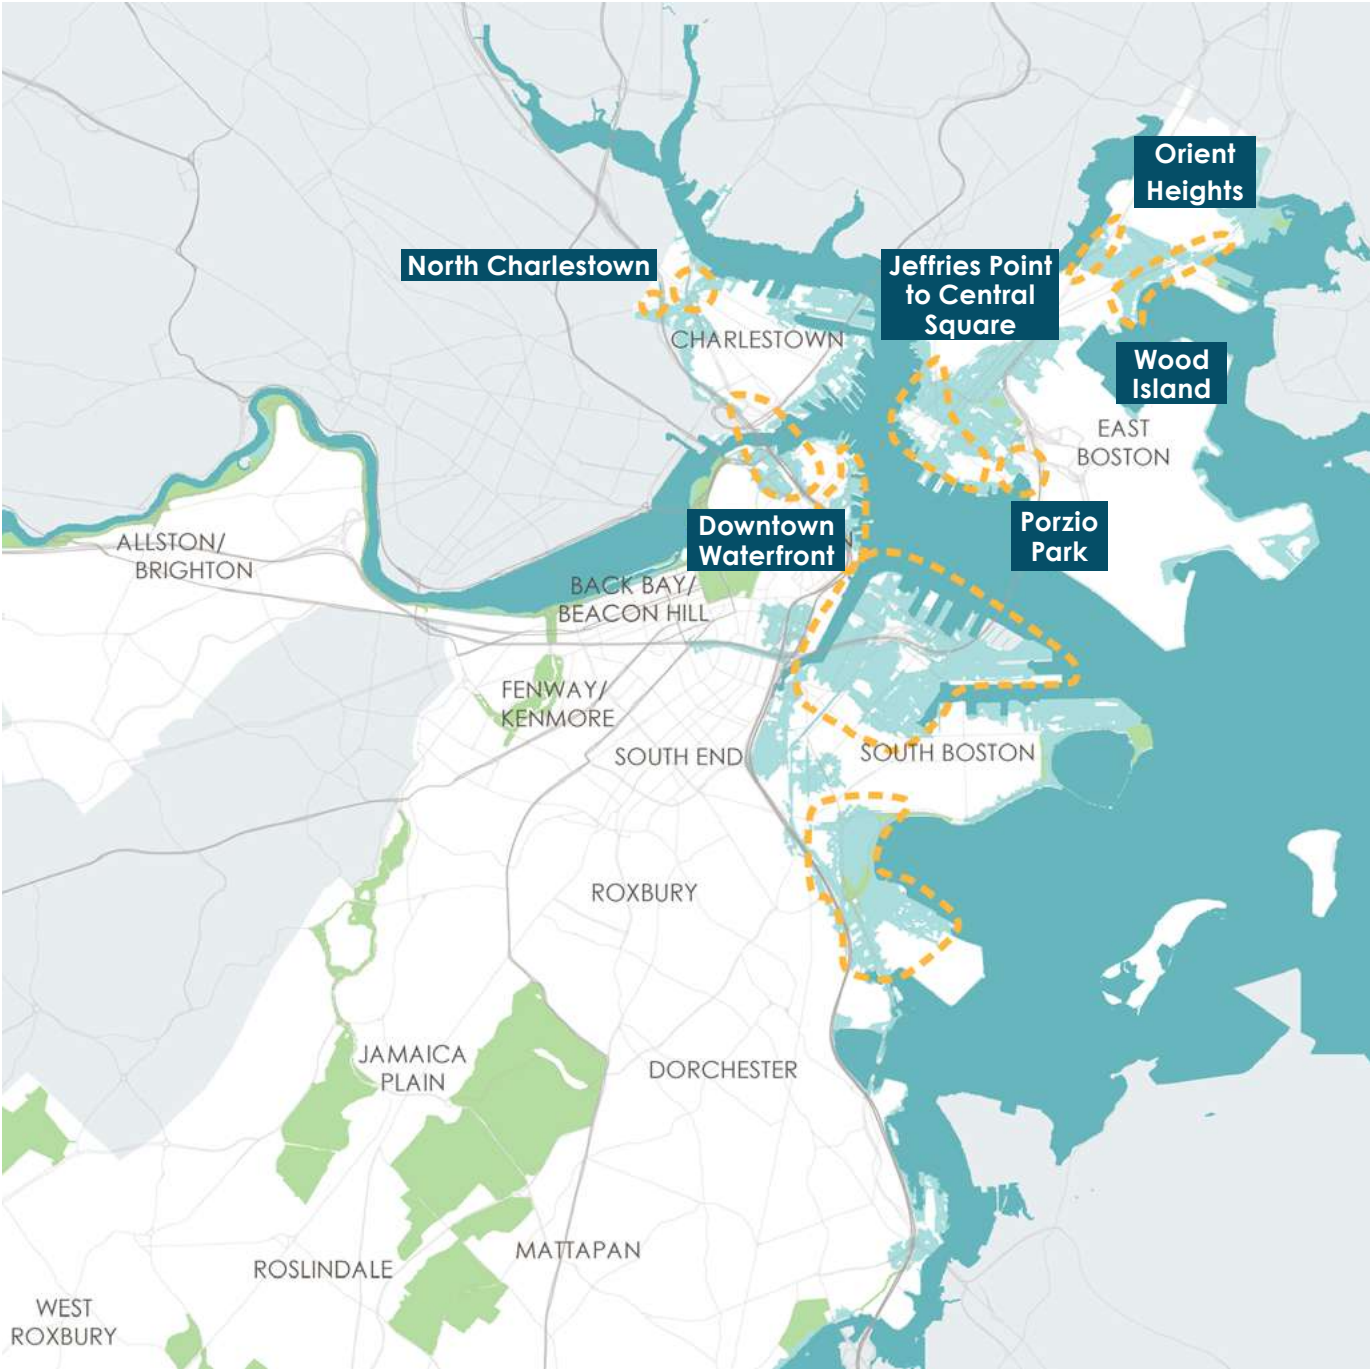 Orient
Heights
North Charlestown
Jeffries Point
to Central
Square
CHARLESTOWN
Wood
Island
EAST
BOSTON
Downtown
Waterfront
N
Porzio
Park
ALLSTON/
BRIGHTON
BACK BAY/
BEACON HILL
FENWAY/
KENMORE
SOUTH END
SOUTH BOSTON
ROXBURY
JAMAICA
PLAIN
DORCHESTER
MATTAPAN
ROSLINDALE
WEST
ROXBURY